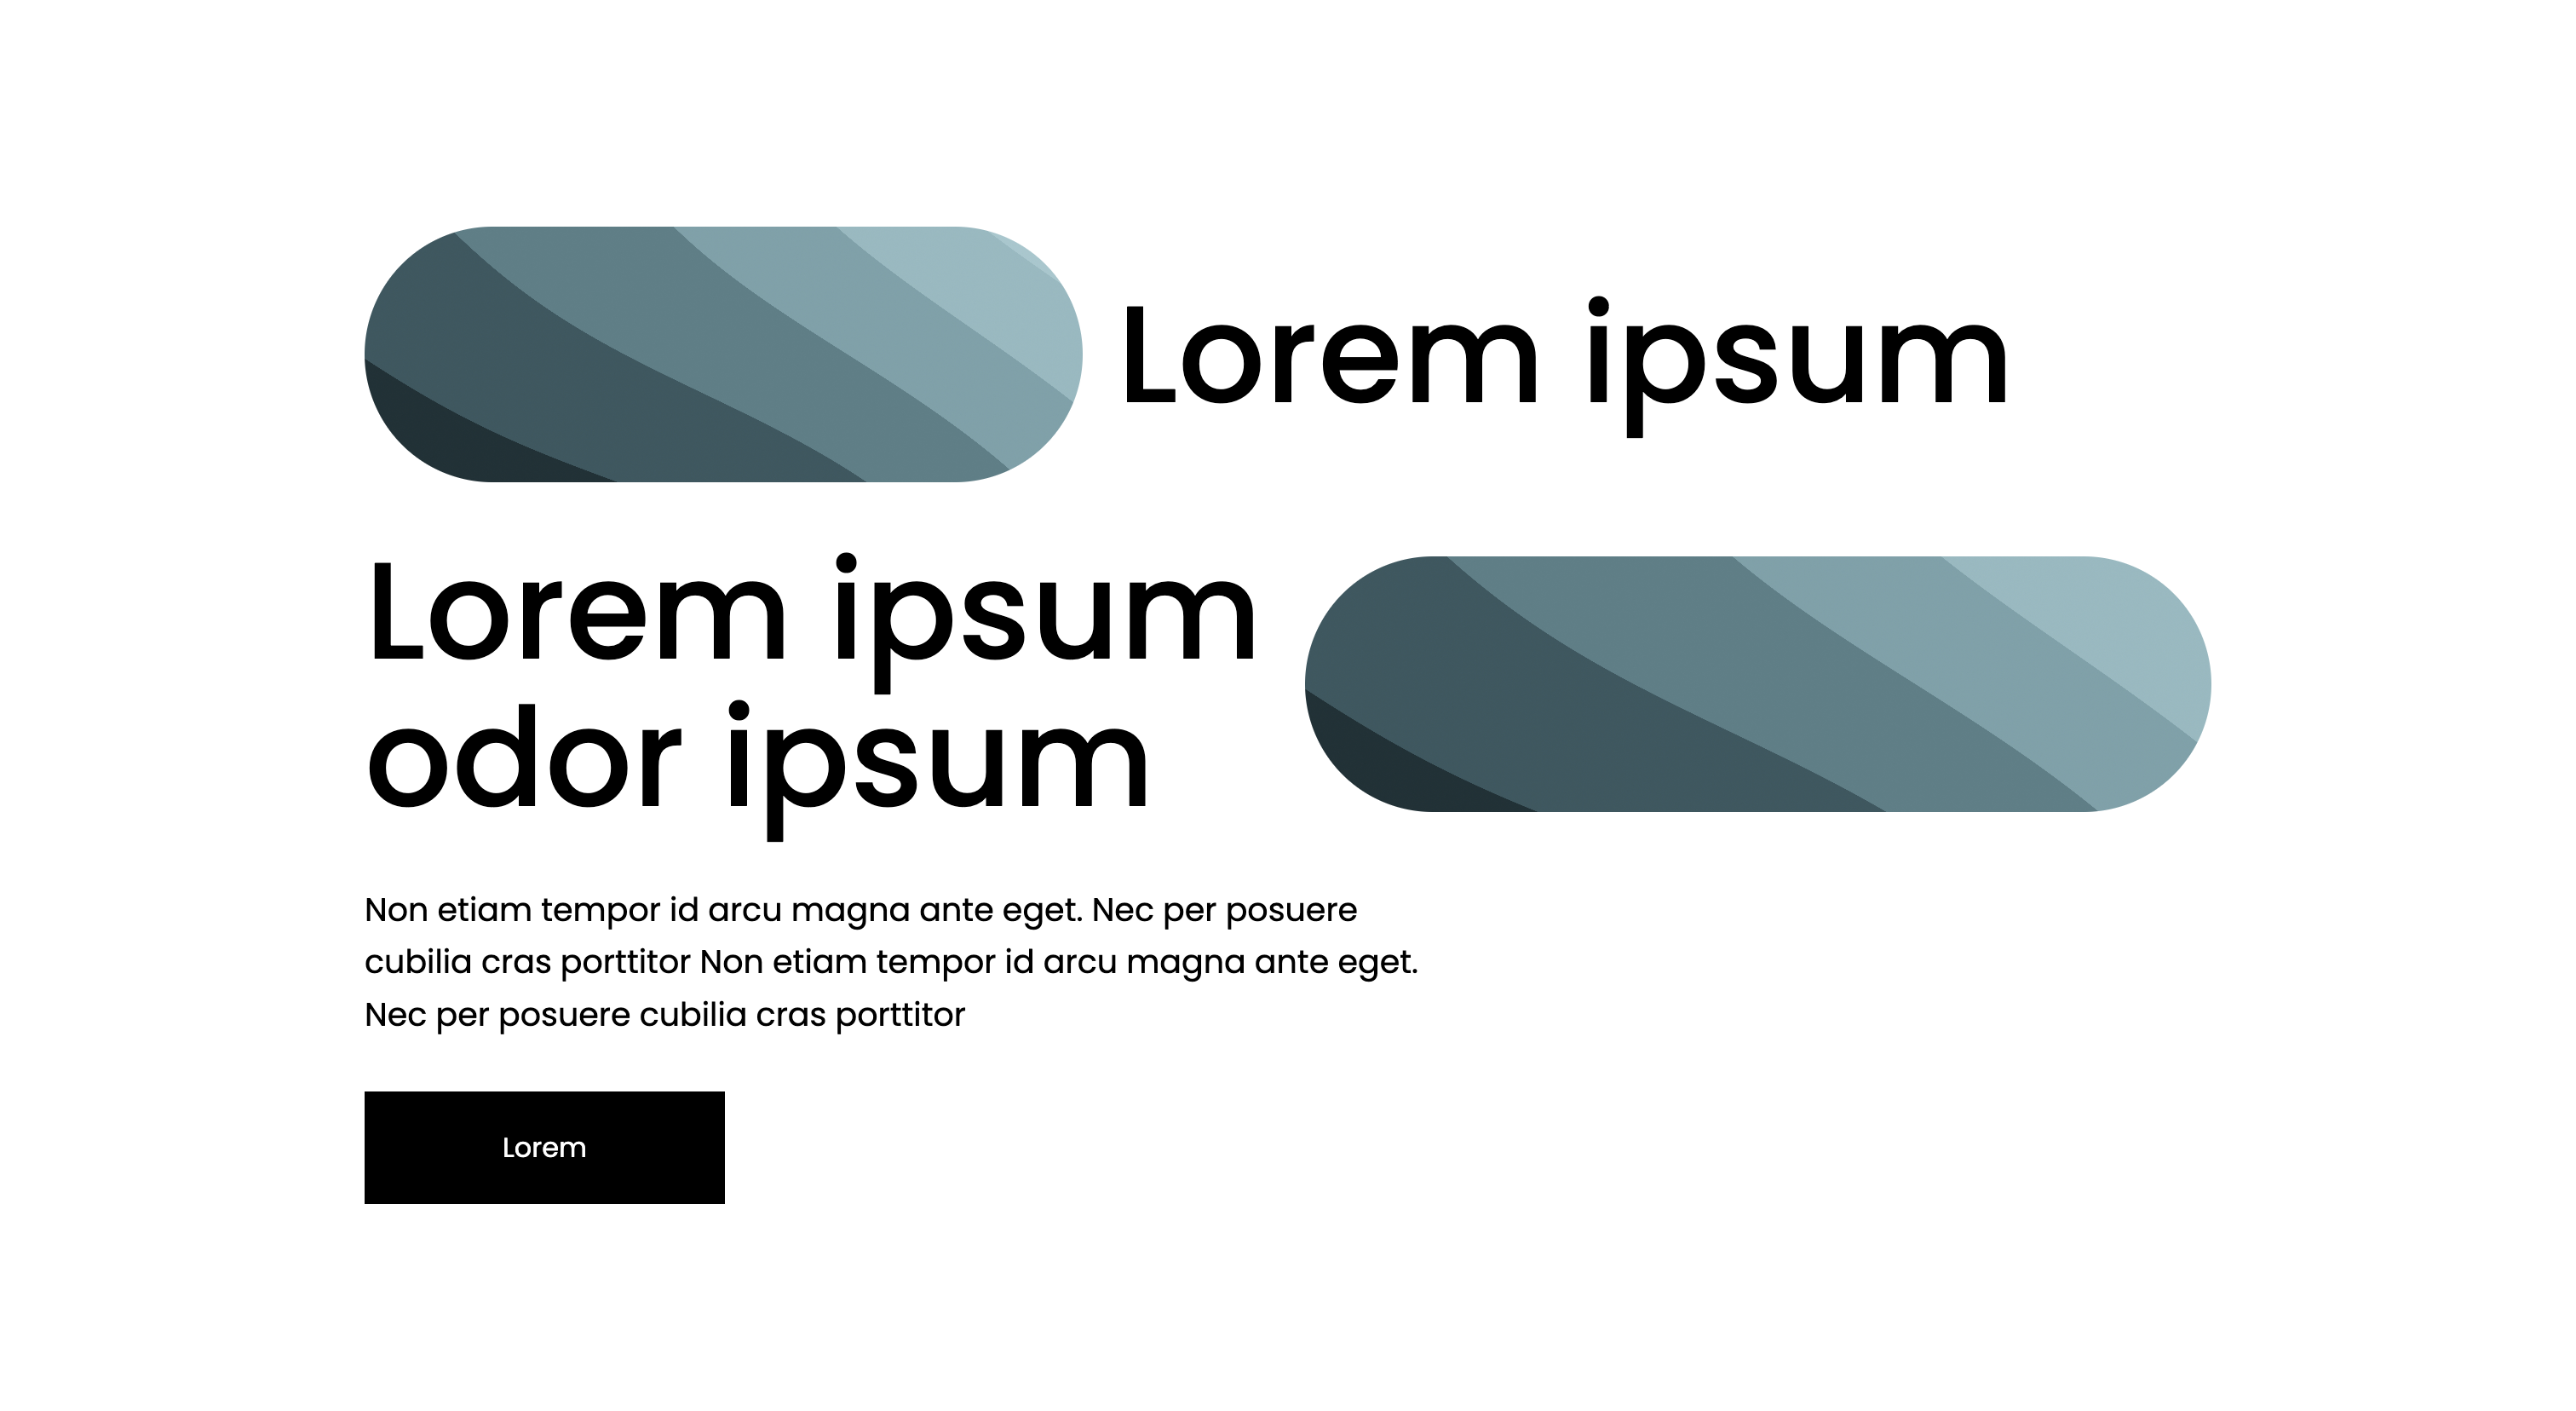 Lorem ipsum
Lorem ipsum
odor ipsum
Non etiam tempor id arcu magna ante eget. Nec per posuere
cubilia cras porttitor Non etiam tempor id arcu magna ante eget.
Nec per posuere cubilia cras porttitor
Lorem